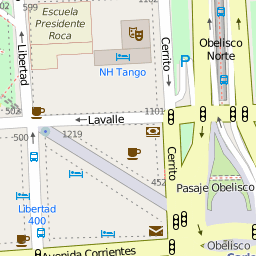 Escuela
Presidente
Roca
Libertad
Cerrito
Obelisco
Norte
P
NH Tango
502
1101
Lavalle
500
1219
Cerrito
452
Pasaje Obelisco
Libertad
400
Obelisco
Avenida Corrientes